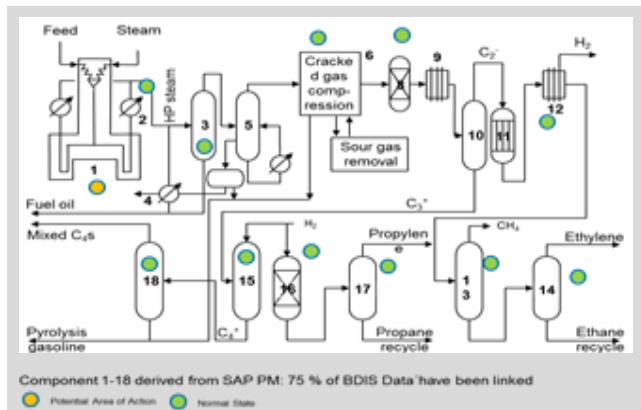 Feed Steam
H₂
Cracke
d gas
com-
pression
6
8
9
C₂⁻
HP steam
2
3
5
10
11
12
1
Sour gas
removal
4
Fuel oil
C₃⁺
Mixed C₄s
H₂
Propylen
e
CH₄
Ethylene
18
15
16
17
1
3
14
Pyrolysis
gasoline
C₄⁺
Propane
recycle
Ethane
recycle
Component 1-18 derived from SAP PM: 75 % of BDIS Data have been linked
Potential Area of Action Normal State